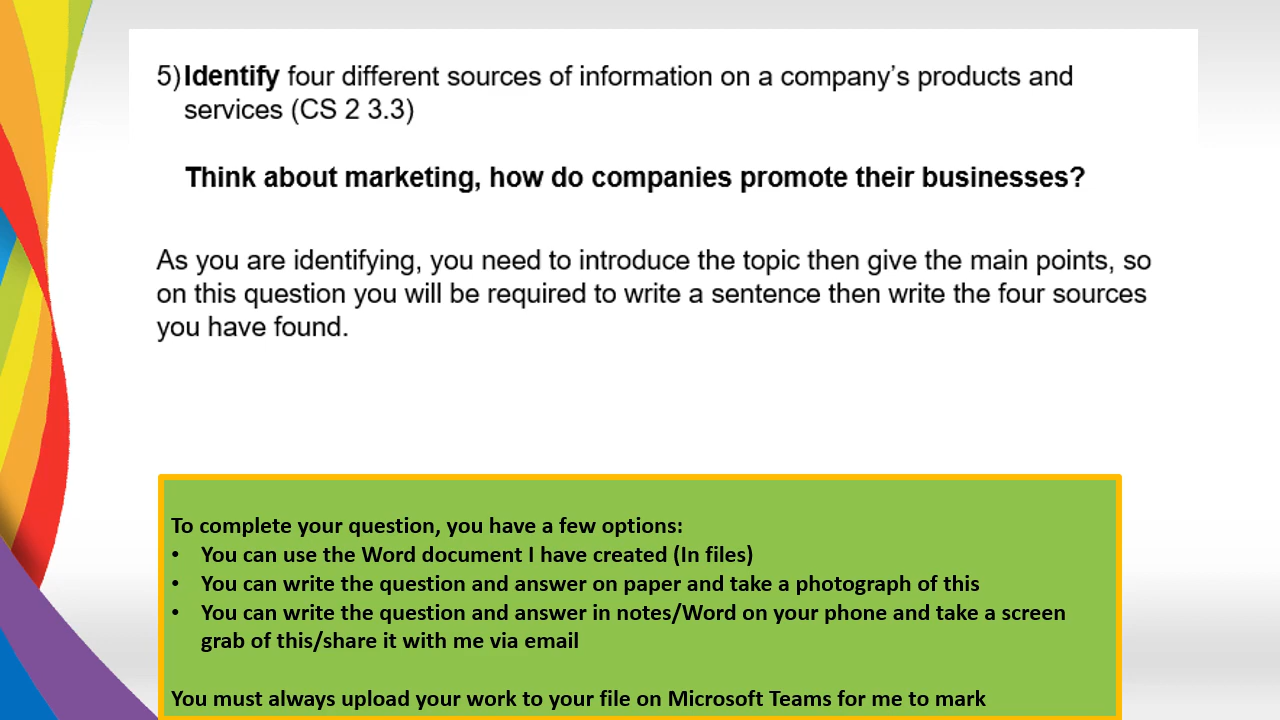 5)Identify four different sources of information on a company’s products and
services (CS 2 3.3)
Think about marketing, how do companies promote their businesses?
As you are identifying, you need to introduce the topic then give the main points, so
on this question you will be required to write a sentence then write the four sources
you have found.
To complete your question, you have a few options:
• You can use the Word document I have created (In files)
• You can write the question and answer on paper and take a photograph of this
• You can write the question and answer in notes/Word on your phone and take a screen
grab of this/share it with me via email
You must always upload your work to your file on Microsoft Teams for me to mark